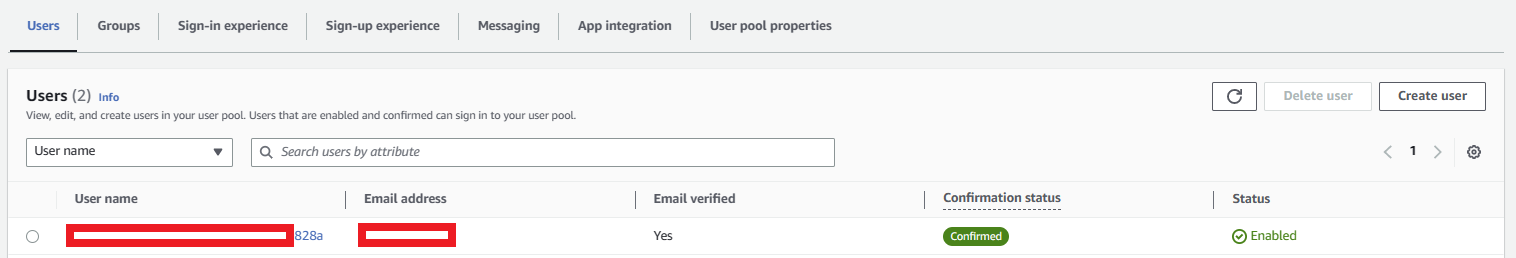 Users Groups Sign-in experience Sign-up experience Messaging App integration User pool properties
Users (2) Info
Delete user Create user
View, edit, and create users in your user pool. Users that are enabled and confirmed can sign in to your user pool.
User name Search users by attribute 1
User name Email address Email verified Confirmation status Status
828a Yes Confirmed Enabled